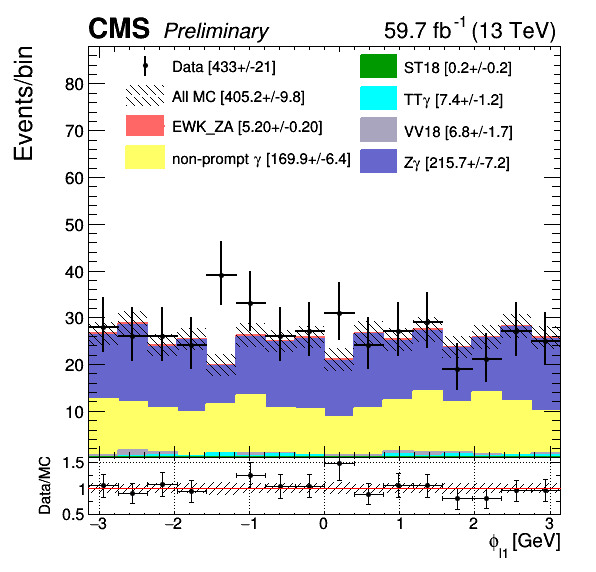 CMS Preliminary 59.7 fb⁻¹ (13 TeV)
Events/bin
80
70
60
50
40
30
20
10
Data [433+/-21]
All MC [405.2+/-9.8]
EWK_ZA [5.20+/-0.20]
non-prompt γ [169.9+/-6.4]
ST18 [0.2+/-0.2]
TTγ [7.4+/-1.2]
VV18 [6.8+/-1.7]
Zγ [215.7+/-7.2]
Data/MC
1.5
1
0.5
−3 −2 −1 0 1 2 3
ϕ_l1 [GeV]